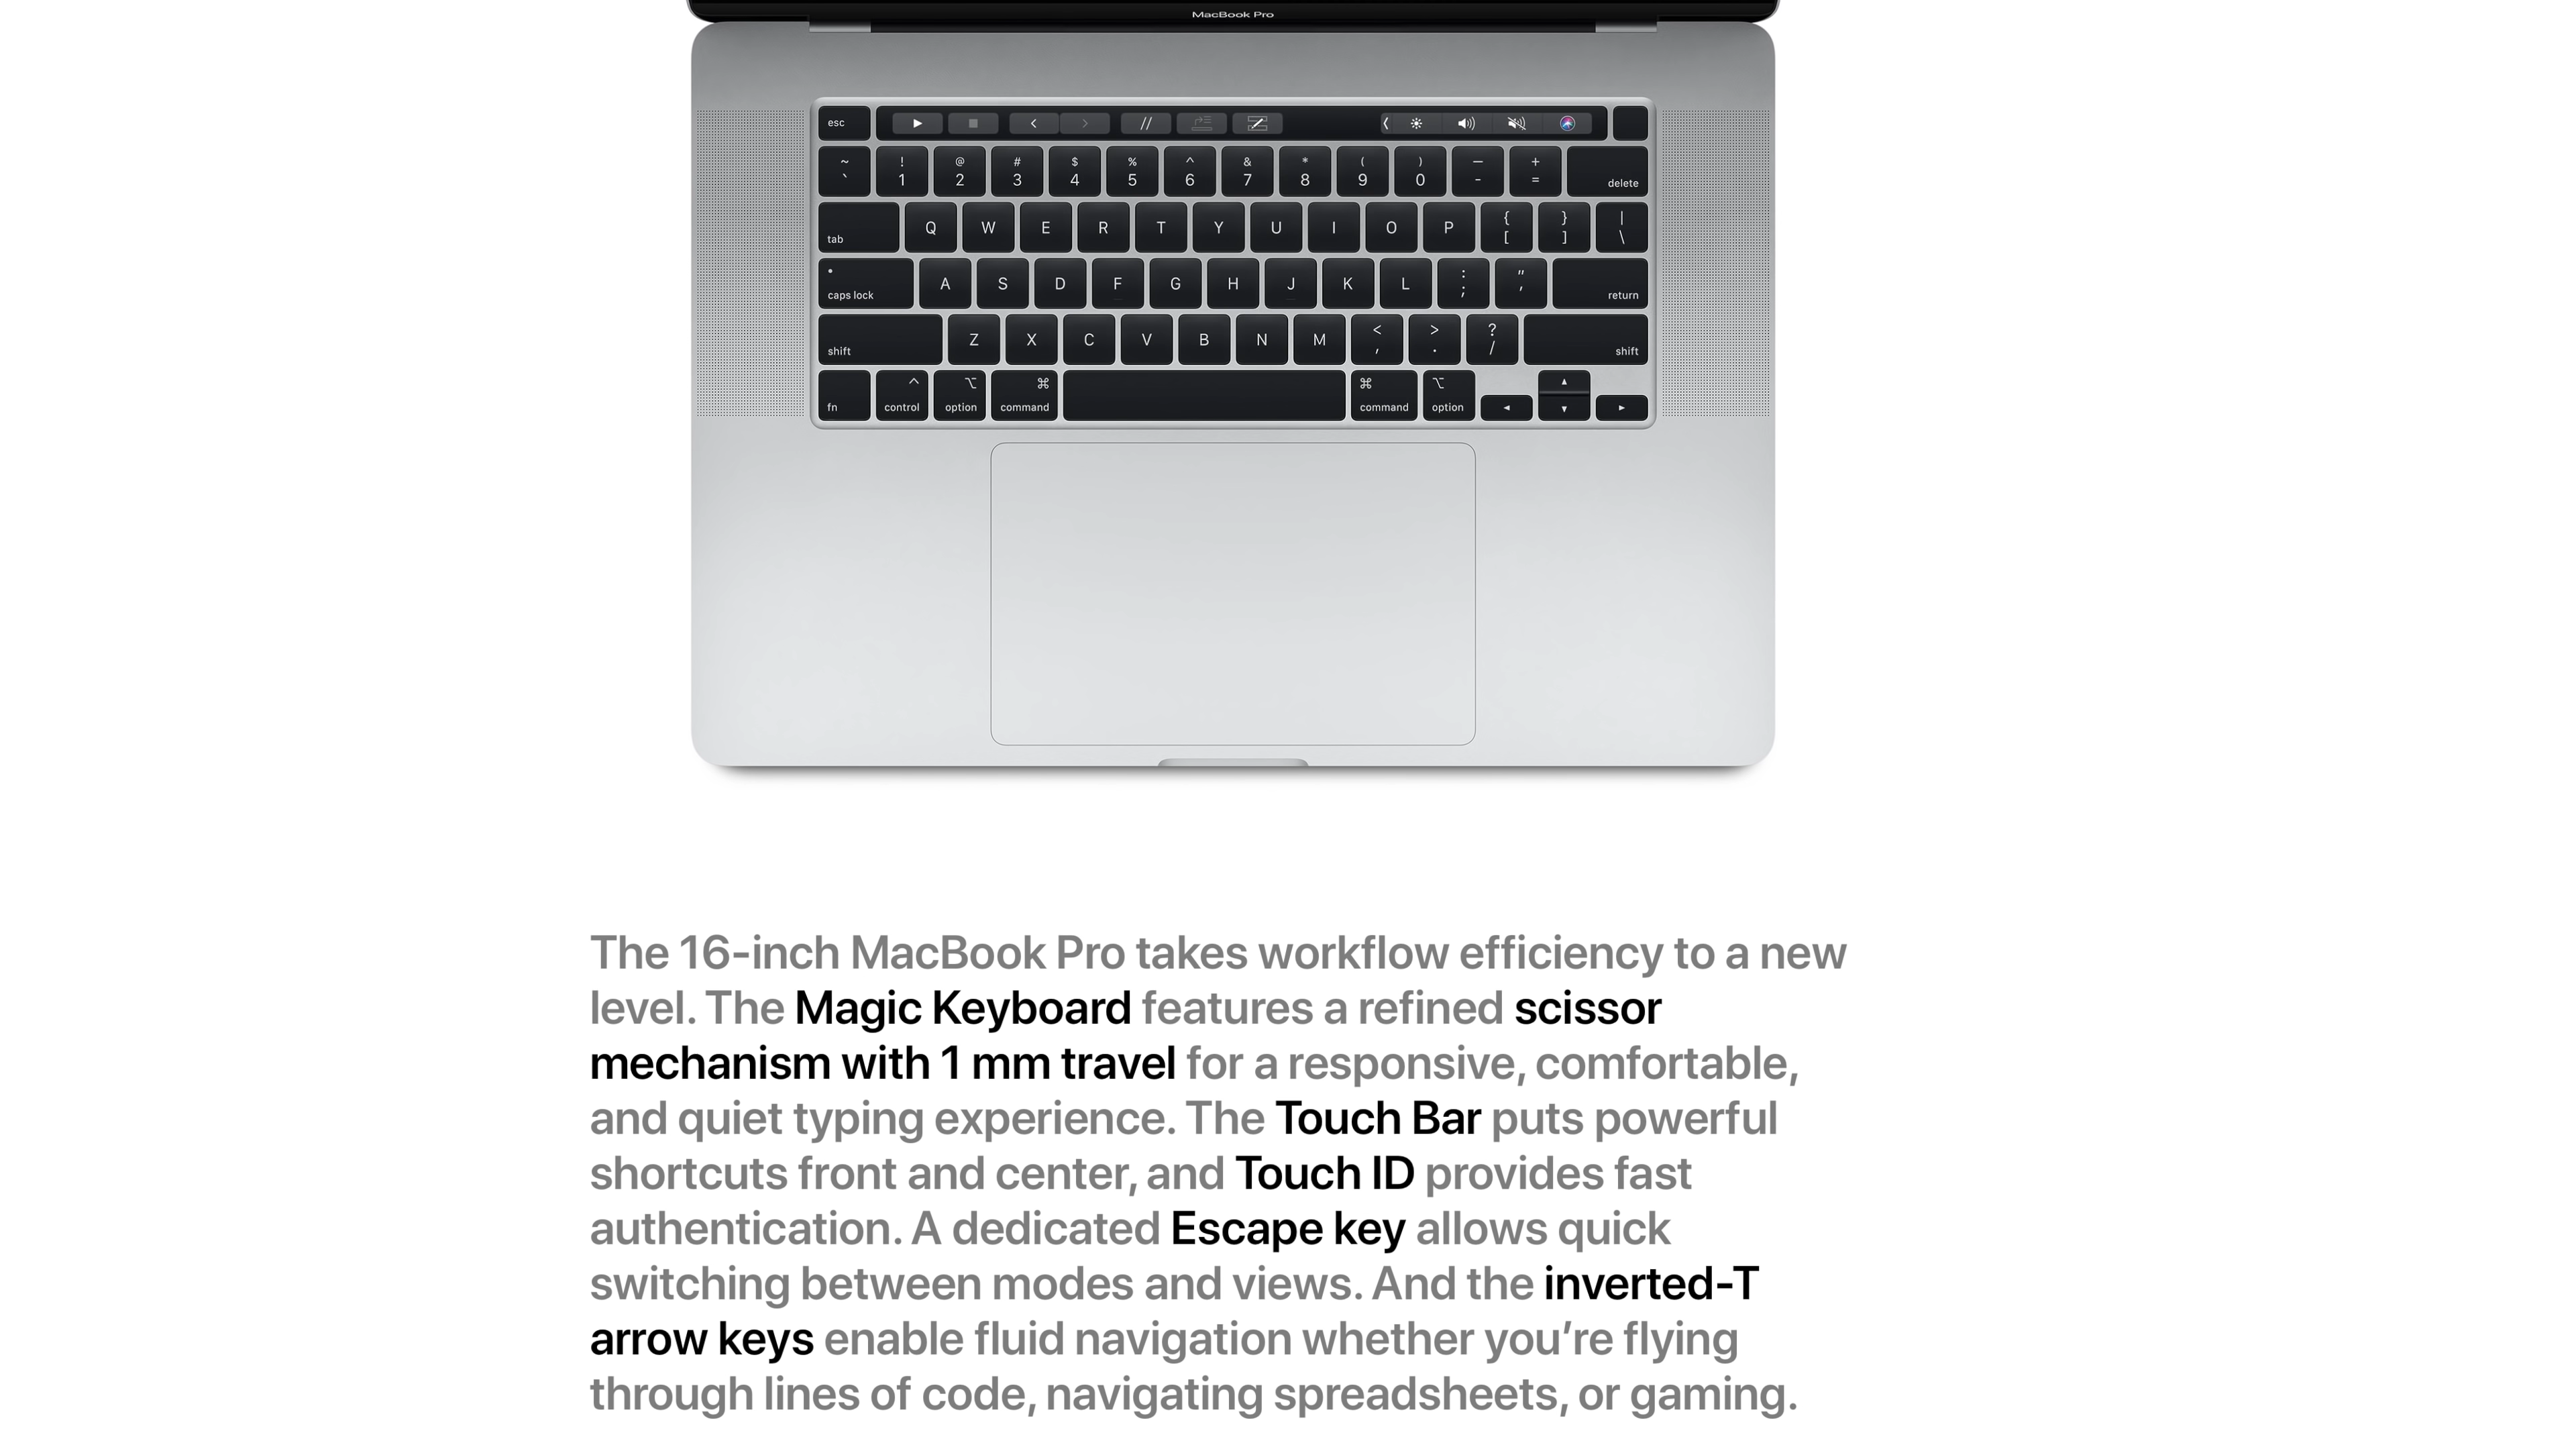 MacBook Pro
esc
~ ! @ # $ % ^ & * ( ) — +
` 1 2 3 4 5 6 7 8 9 0 - = delete
Q W E R T Y U I O P { [ } ] | \
tab
A S D F G H J K L : ; " '
• caps lock return
Z X C V B N M < , > . ? /
shift shift
^ ⌥ ⌘ ⌘ ⌥
fn control option command command option
The 16-inch MacBook Pro takes workflow efficiency to a new
level. The Magic Keyboard features a refined scissor
mechanism with 1 mm travel for a responsive, comfortable,
and quiet typing experience. The Touch Bar puts powerful
shortcuts front and center, and Touch ID provides fast
authentication. A dedicated Escape key allows quick
switching between modes and views. And the inverted-T
arrow keys enable fluid navigation whether you’re flying
through lines of code, navigating spreadsheets, or gaming.